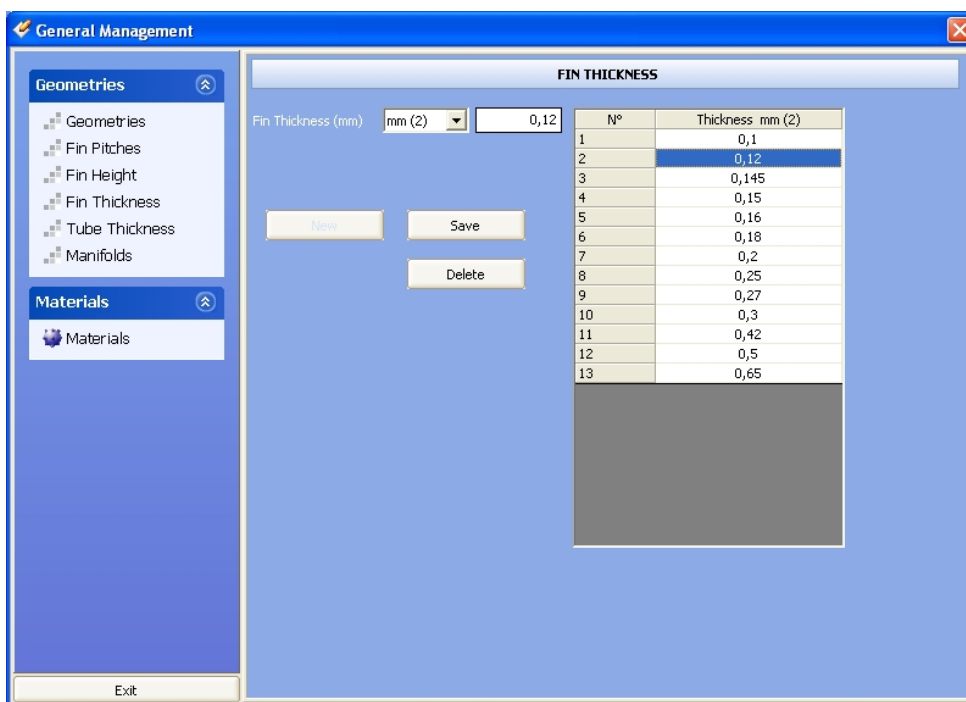 General Management
Geometries
Geometries
Fin Pitches
Fin Height
Fin Thickness
Tube Thickness
Manifolds
Materials
Materials
Exit
FIN THICKNESS
Fin Thickness (mm) mm (2) 0,12
New
Save
Delete
N° Thickness mm (2)
1 0,1
2 0,12
3 0,145
4 0,15
5 0,16
6 0,18
7 0,2
8 0,25
9 0,27
10 0,3
11 0,42
12 0,5
13 0,65